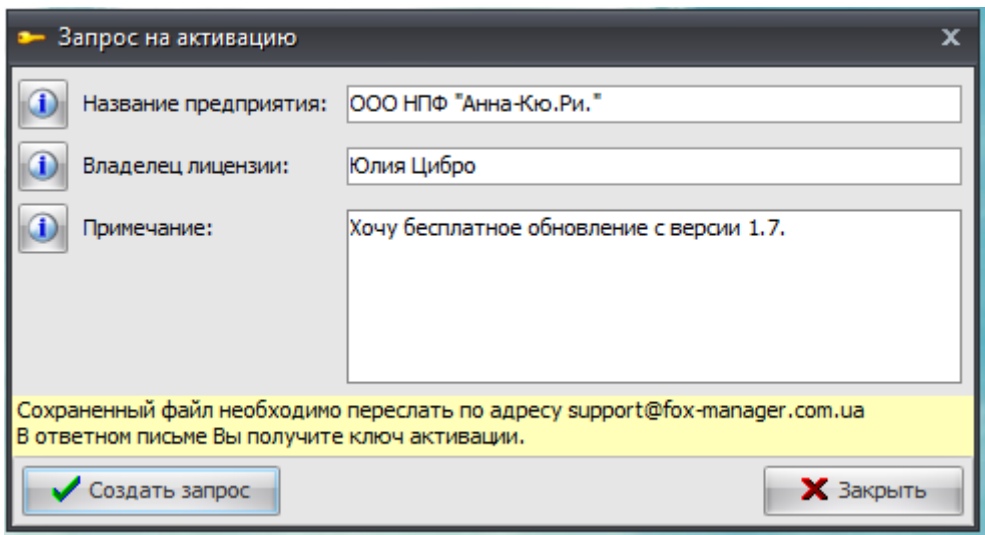 Запрос на активацию
Название предприятия: ООО НПФ "Анна-Кю.Ри."
Владелец лицензии: Юлия Цибро
Примечание: Хочу бесплатное обновление с версии 1.7.
Сохраненный файл необходимо переслать по адресу support@fox-manager.com.ua
В ответном письме Вы получите ключ активации.
Создать запрос Закрыть